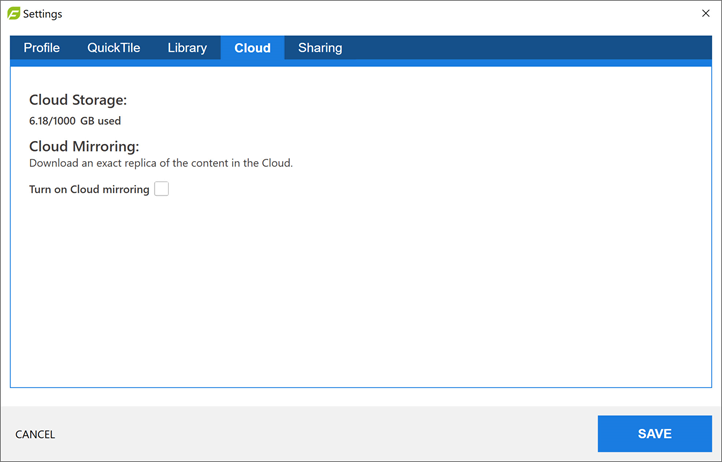 Settings
Profile QuickTile Library Cloud Sharing
Cloud Storage:
6.18/1000 GB used
Cloud Mirroring:
Download an exact replica of the content in the Cloud.
Turn on Cloud mirroring
CANCEL SAVE